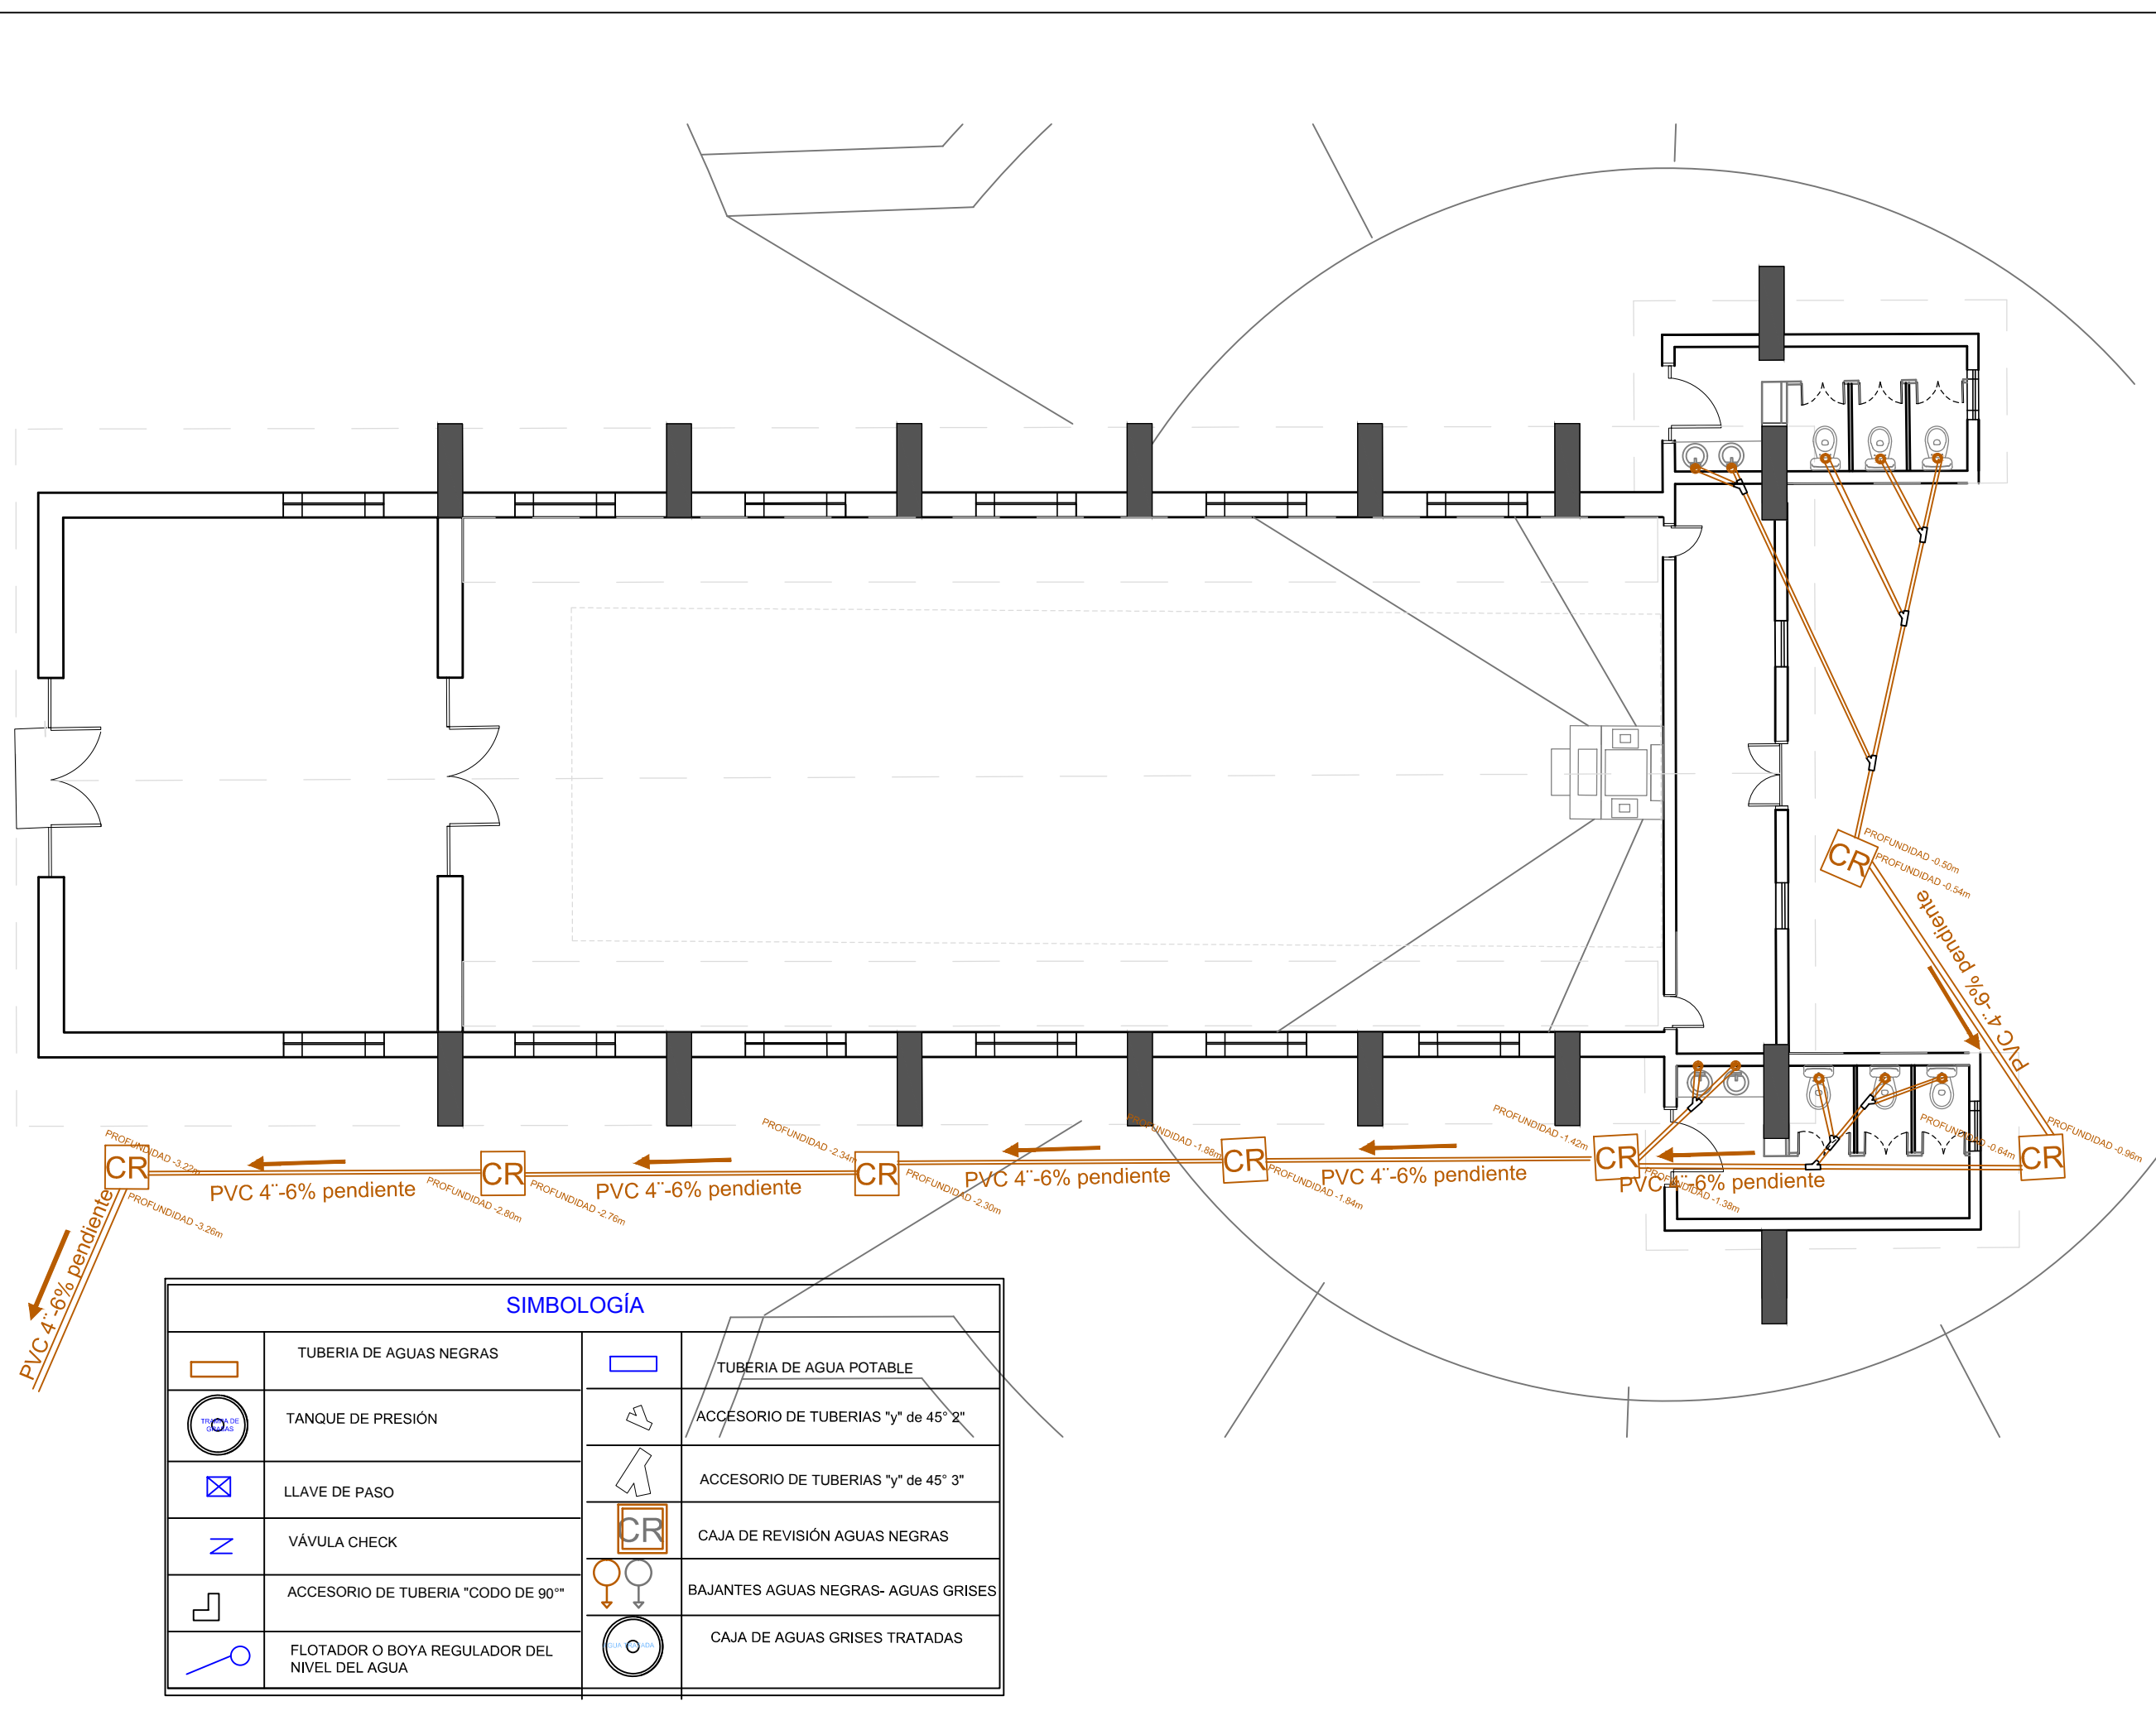 CR
PROFUNDIDAD -0.50m
PROFUNDIDAD -0.54m
PVC 4¨-6% pendiente
PROFUNDIDAD -0.64m
PROFUNDIDAD -0.96m
CR
PROFUNDIDAD -1.42m
CR
PROFUNDIDAD -1.38m
PVC 4¨-6% pendiente
PROFUNDIDAD -1.88m
CR
PROFUNDIDAD -1.84m
PVC 4¨-6% pendiente
PROFUNDIDAD -2.34m
CR
PROFUNDIDAD -2.30m
PVC 4¨-6% pendiente
CR
PROFUNDIDAD -2.80m
PROFUNDIDAD -2.76m
PVC 4¨-6% pendiente
PROFUNDIDAD -3.22m
CR
PROFUNDIDAD -3.26m
PVC 4¨-6% pendiente
PVC 4¨-6% pendiente
SIMBOLOGÍA
TUBERIA DE AGUAS NEGRAS
TRAMPA DE
GRASAS
TANQUE DE PRESIÓN
LLAVE DE PASO
VÁVULA CHECK
ACCESORIO DE TUBERIA "CODO DE 90°"
FLOTADOR O BOYA REGULADOR DEL
NIVEL DEL AGUA
TUBERIA DE AGUA POTABLE
ACCESORIO DE TUBERIAS "y" de 45° 2"
ACCESORIO DE TUBERIAS "y" de 45° 3"
CR
CAJA DE REVISIÓN AGUAS NEGRAS
BAJANTES AGUAS NEGRAS- AGUAS GRISES
AGUA TRATADA
CAJA DE AGUAS GRISES TRATADAS